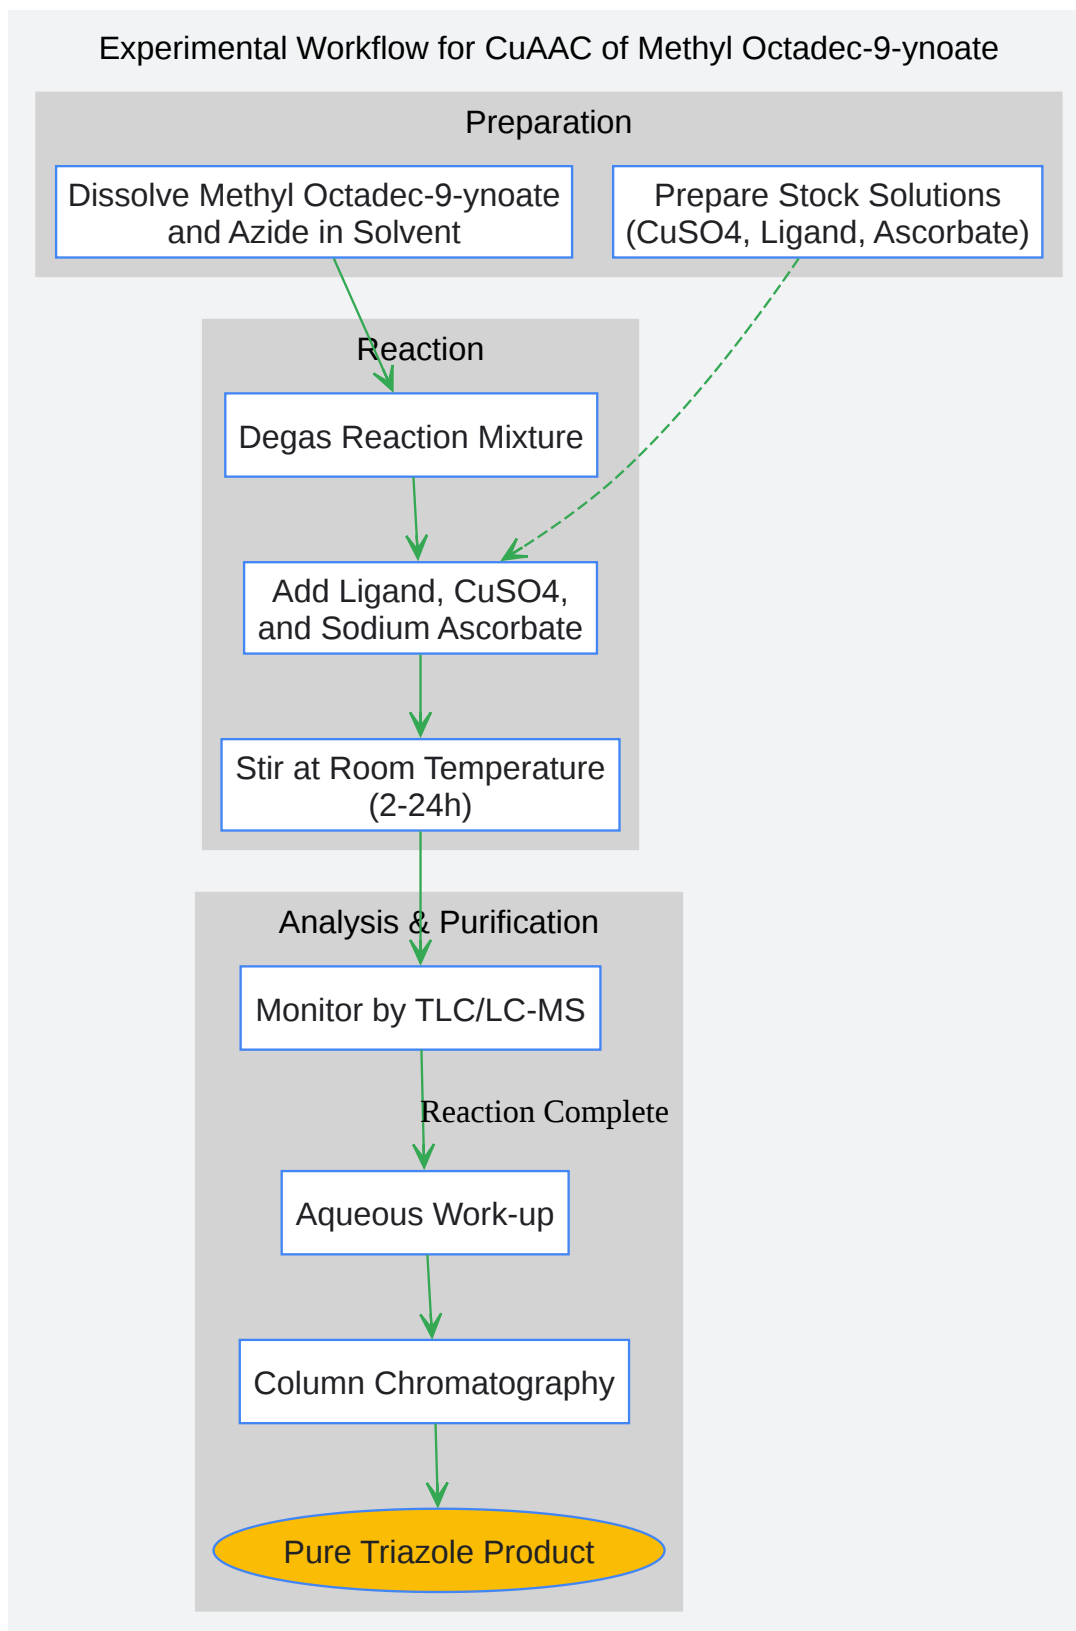 Experimental Workflow for CuAAC of Methyl Octadec-9-ynoate
Preparation
Dissolve Methyl Octadec-9-ynoate
and Azide in Solvent
Prepare Stock Solutions
(CuSO4, Ligand, Ascorbate)
Reaction
Degas Reaction Mixture
Add Ligand, CuSO4,
and Sodium Ascorbate
Stir at Room Temperature
(2-24h)
Analysis & Purification
Monitor by TLC/LC-MS
Reaction Complete
Aqueous Work-up
Column Chromatography
Pure Triazole Product